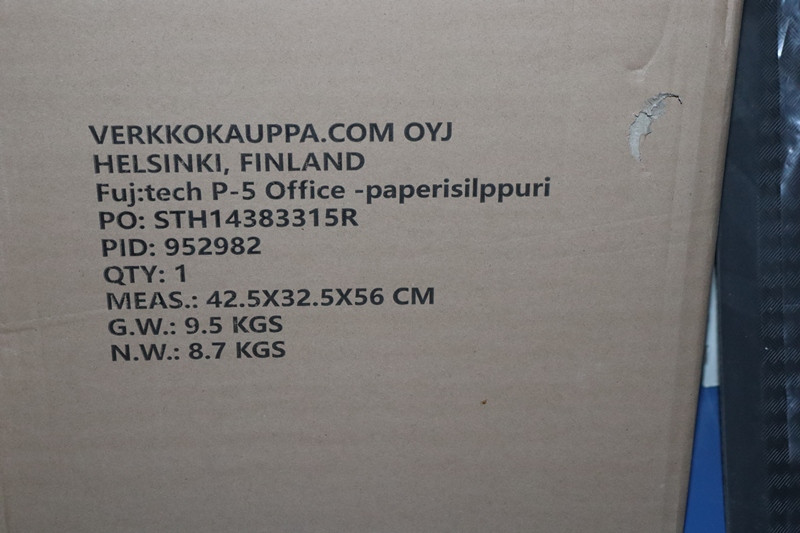 VERKKOKAUPPA.COM OYJ
HELSINKI, FINLAND
Fuj:tech P-5 Office -paperisilppuri
PO: STH14383315R
PID: 952982
QTY: 1
MEAS.: 42.5X32.5X56 CM
G.W.: 9.5 KGS
N.W.: 8.7 KGS